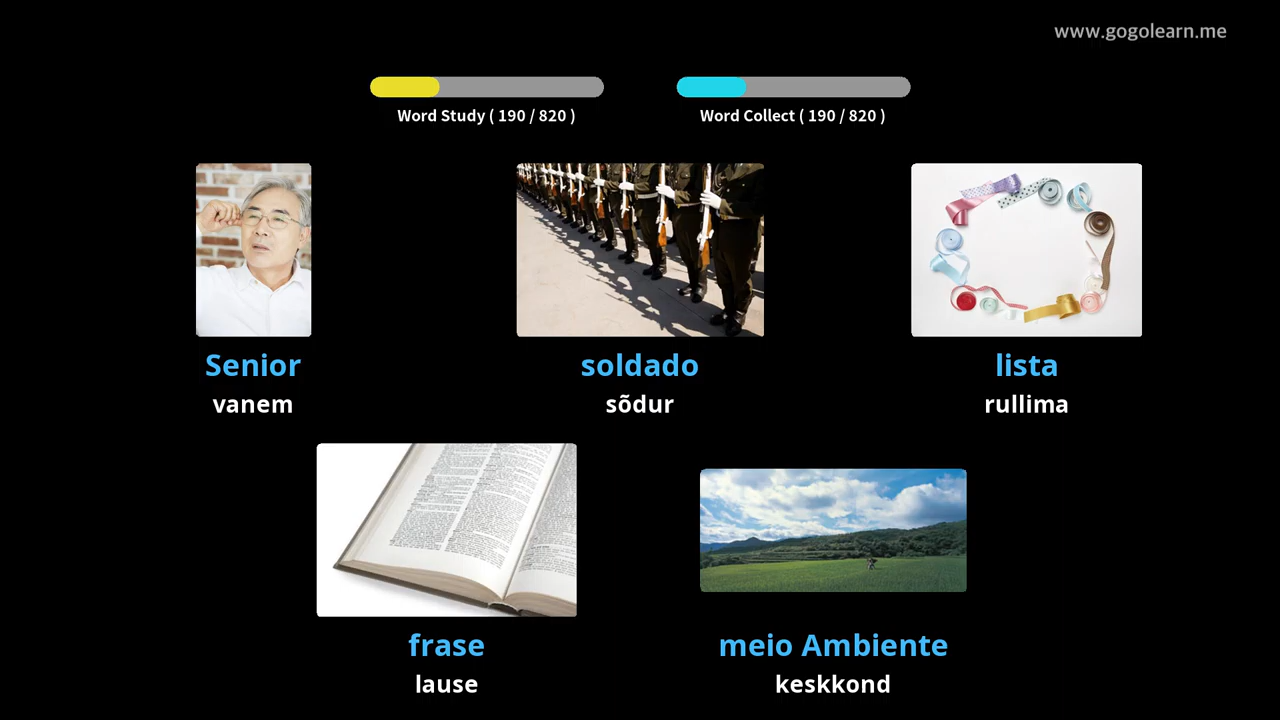 www.gogolearn.me
Word Study ( 190 / 820 )
Word Collect ( 190 / 820 )
Senior
vanem
soldado
sõdur
lista
rullima
frase
lause
meio Ambiente
keskkond